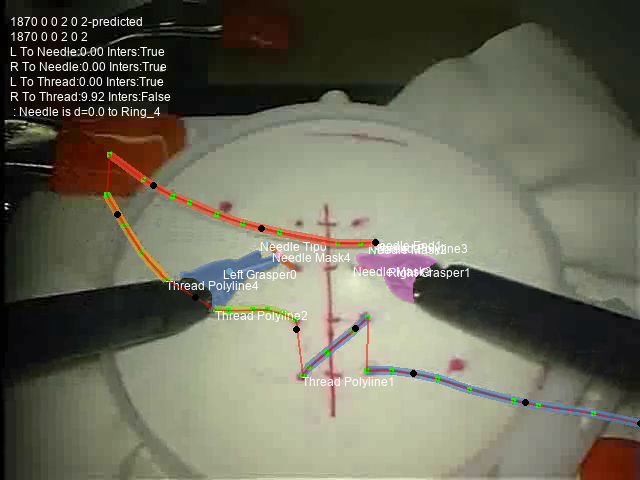 1870 0 0 2 0 2-predicted
1870 0 0 2 0 2
L To Needle:0.00 Inters:True
R To Needle:0.00 Inters:True
L To Thread:0.00 Inters:True
R To Thread:9.92 Inters:False
: Needle is d=0.0 to Ring_4
Needle Tip0
Needle Mask4
Left Grasper0
Right Grasper1
Thread Polyline4
Thread Polyline2
Thread Polyline1